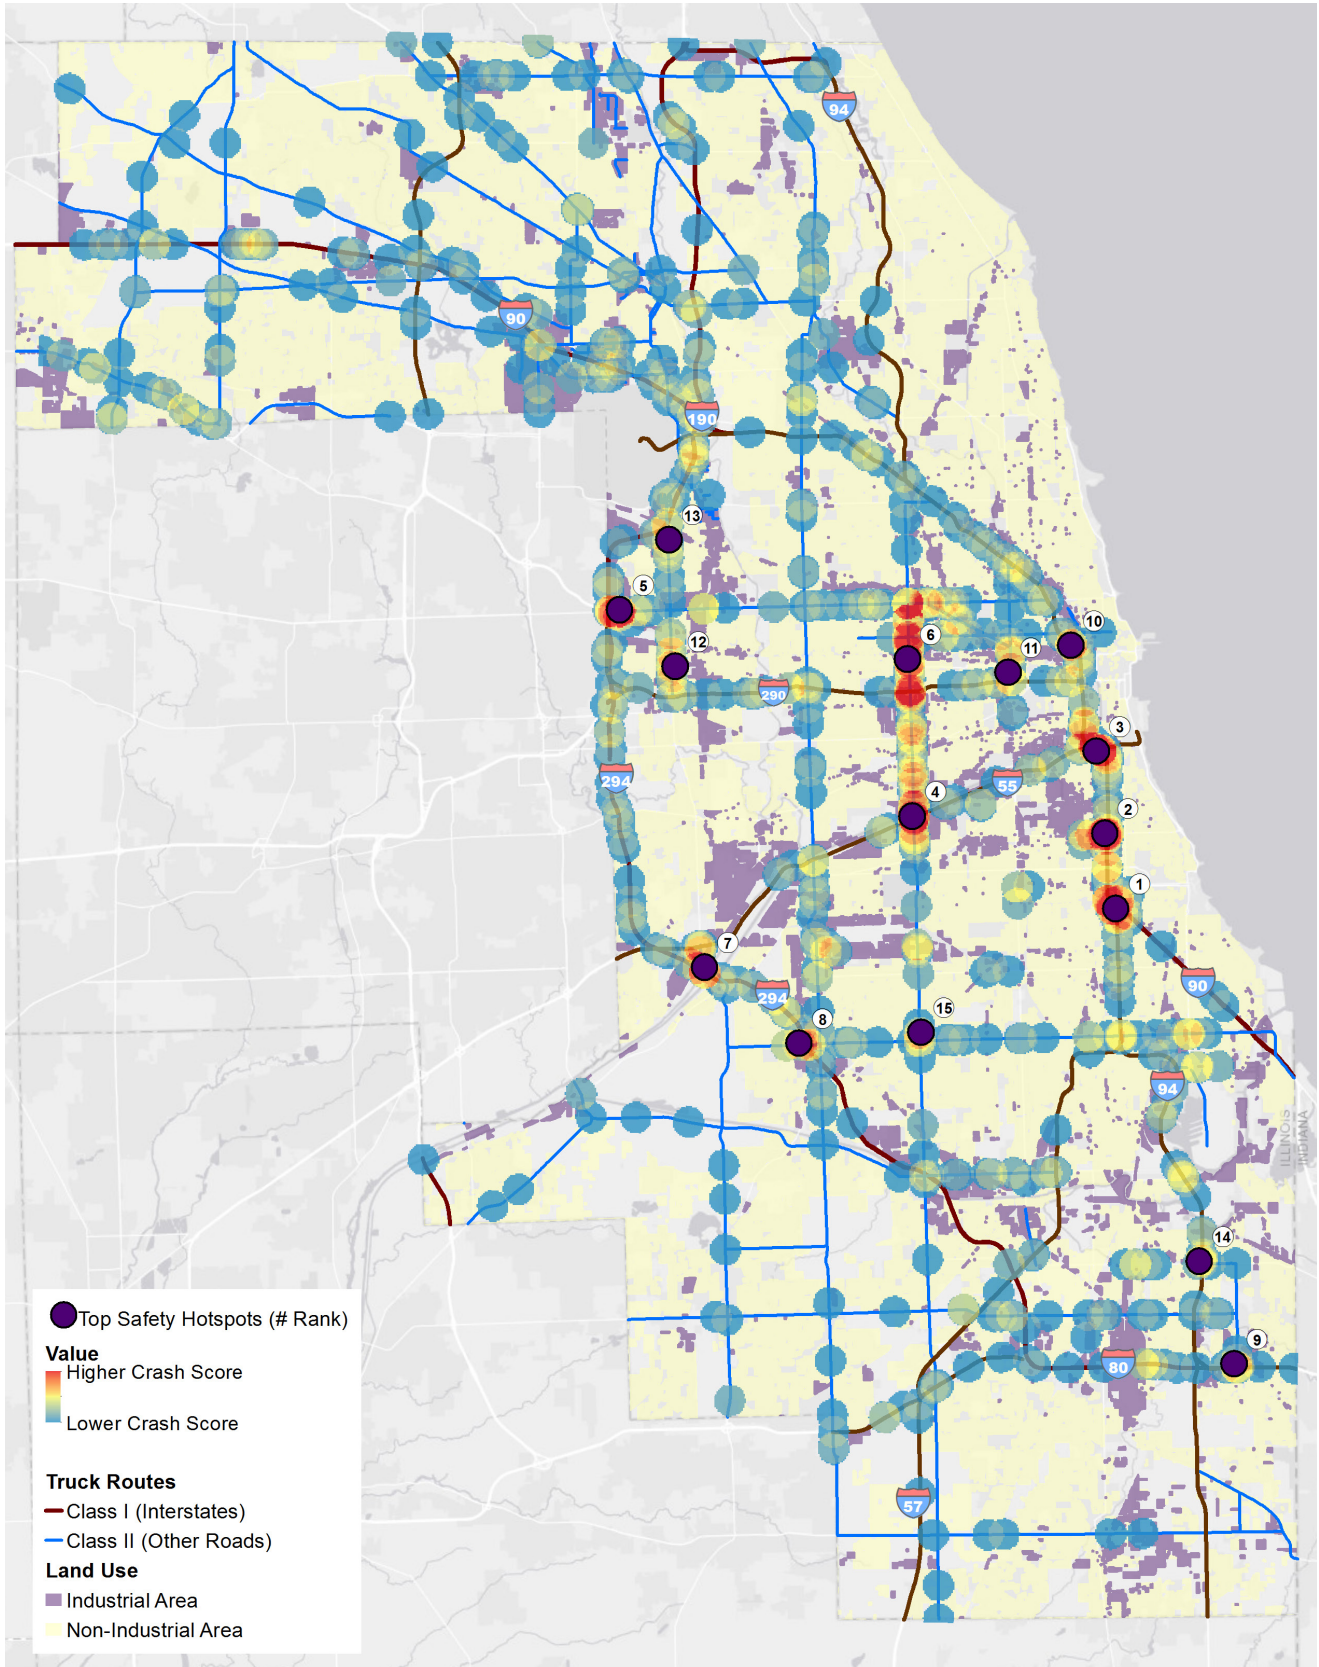 94
90
190
13
5
10
6
12
11
290
3
294
55
4
2
1
7
90
294
8
15
94
ILLINOIS
INDIANA
14
9
80
57
Top Safety Hotspots (# Rank)
Value
Higher Crash Score
Lower Crash Score
Truck Routes
Class I (Interstates)
Class II (Other Roads)
Land Use
Industrial Area
Non-Industrial Area